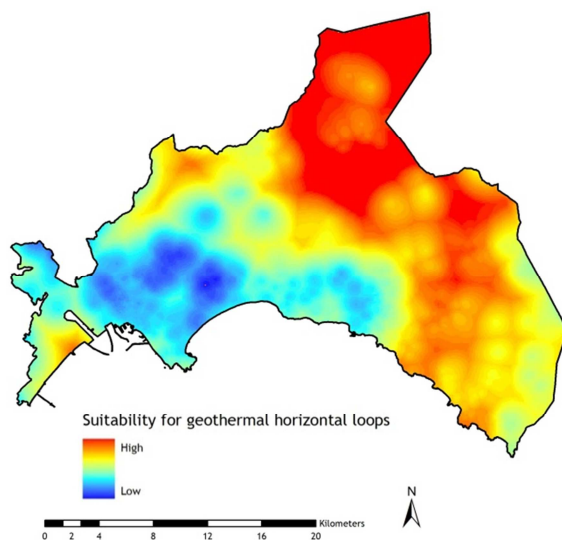 Suitability for geothermal horizontal loops
High
Low
N
Kilometers
0 2 4 8 12 16 20